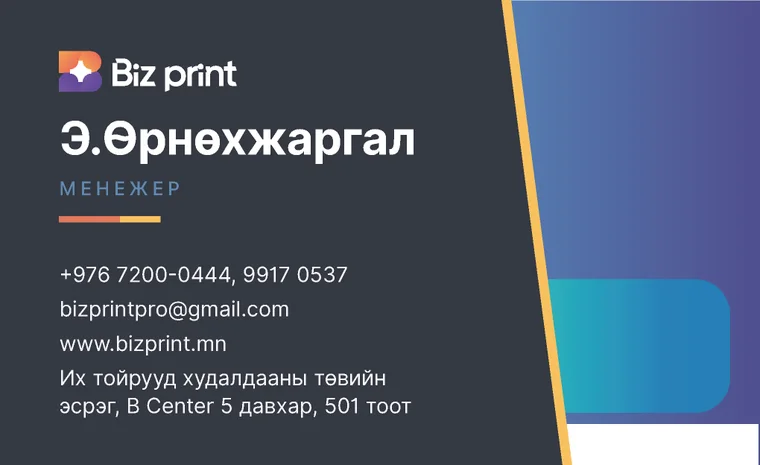 Biz print
Э.Өрнөхжаргал
МЕНЕЖЕР
+976 7200-0444, 9917 0537
bizprintpro@gmail.com
www.bizprint.mn
Их тойрууд худалдааны төвийн
эсрэг, B Center 5 давхар, 501 тоот